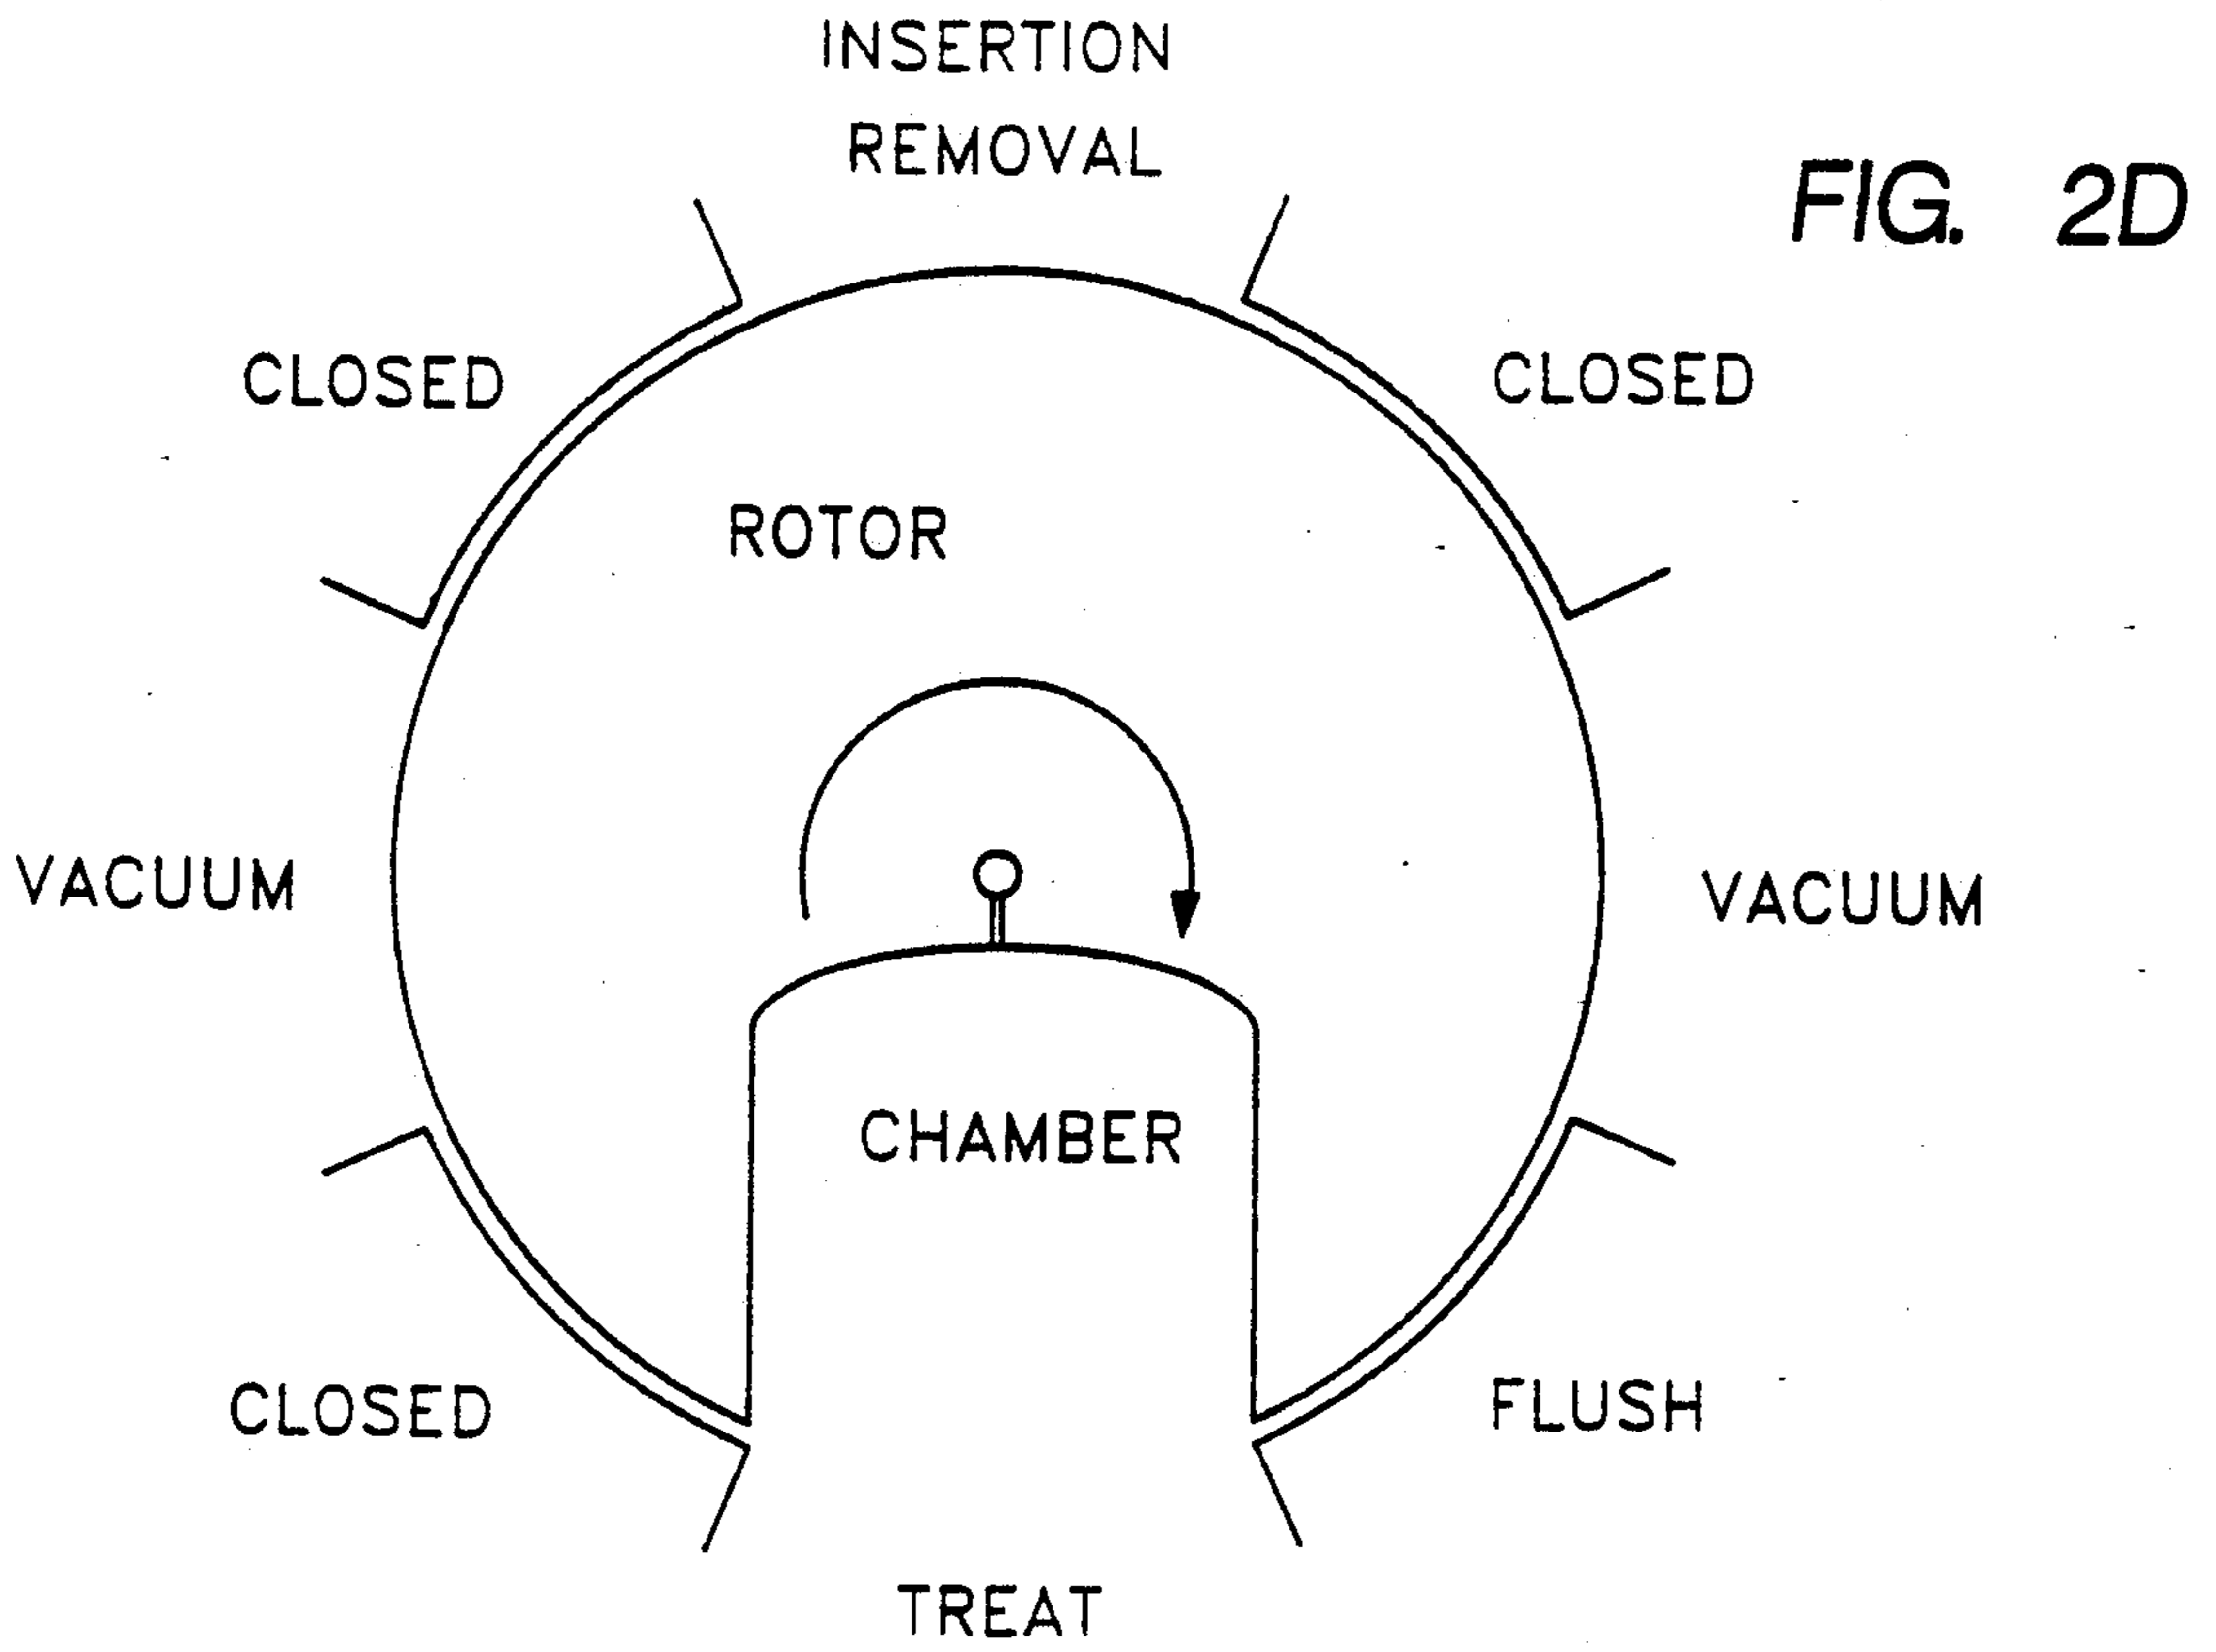 INSERTION
REMOVAL
FIG. 2D
CLOSED
CLOSED
ROTOR
VACUUM
VACUUM
CHAMBER
CLOSED
FLUSH
TREAT